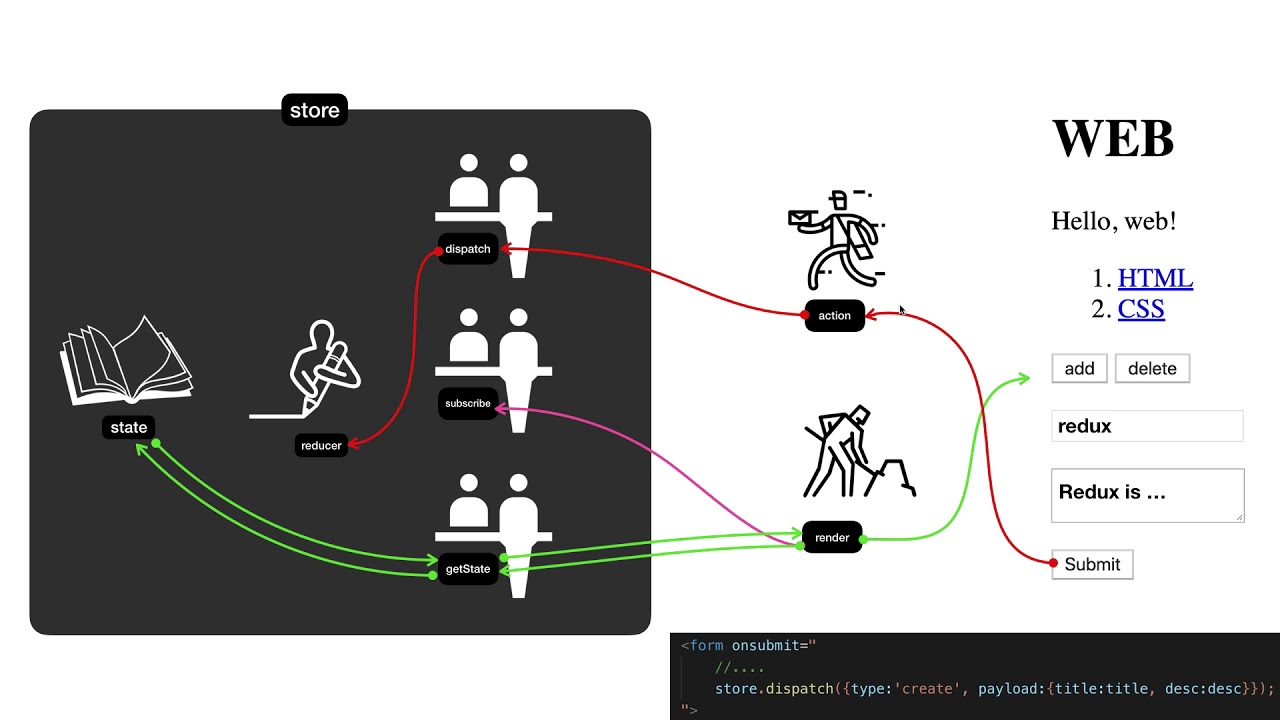 store
dispatch
subscribe
getState
state
reducer
action
render
WEB
Hello, web!
1. HTML
2. CSS
add delete
redux
Redux is ...
Submit
<form onsubmit="
//....
store.dispatch({type:'create', payload:{title:title, desc:desc}});
">